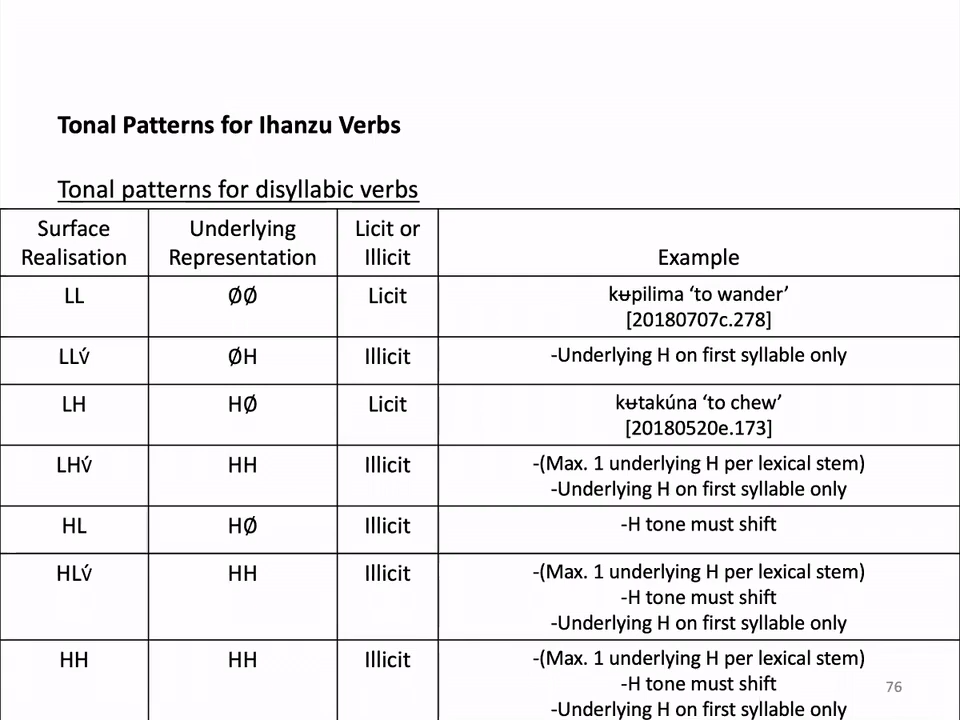 Tonal Patterns for Ihanzu Verbs
Tonal patterns for disyllabic verbs
Surface Realisation | Underlying Representation | Licit or Illicit | Example
LL | ØØ | Licit | kʉpilima ‘to wander’
[20180707c.278]
LLv́ | ØH | Illicit | -Underlying H on first syllable only
LH | HØ | Licit | kʉtakúna ‘to chew’
[20180520e.173]
LHv́ | HH | Illicit | -(Max. 1 underlying H per lexical stem)
-Underlying H on first syllable only
HL | HØ | Illicit | -H tone must shift
HLv́ | HH | Illicit | -(Max. 1 underlying H per lexical stem)
-H tone must shift
-Underlying H on first syllable only
HH | HH | Illicit | -(Max. 1 underlying H per lexical stem)
-H tone must shift
-Underlying H on first syllable only
76